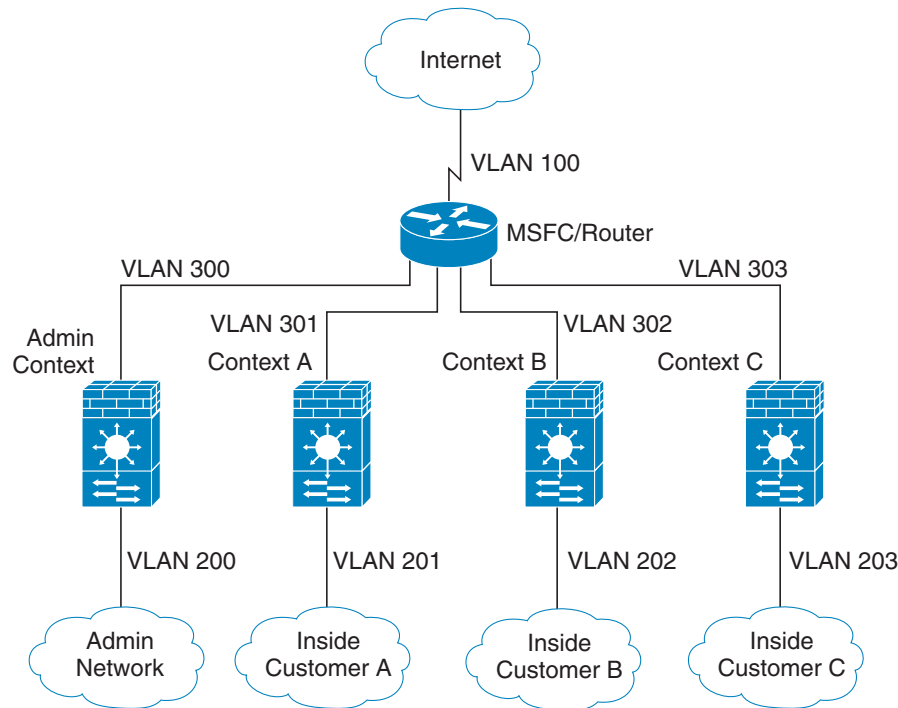 Internet
VLAN 100
MSFC/Router
VLAN 300
VLAN 303
VLAN 301
VLAN 302
Admin
Context
Context A
Context B
Context C
VLAN 200
VLAN 201
VLAN 202
VLAN 203
Admin
Network
Inside
Customer A
Inside
Customer B
Inside
Customer C